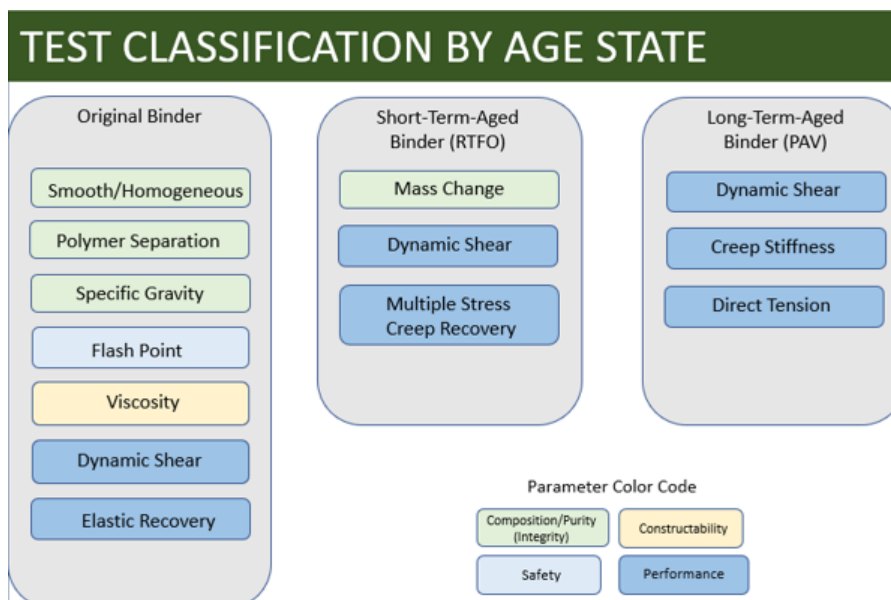 TEST CLASSIFICATION BY AGE STATE
Original Binder
Smooth/Homogeneous
Polymer Separation
Specific Gravity
Flash Point
Viscosity
Dynamic Shear
Elastic Recovery
Short-Term-Aged
Binder (RTFO)
Mass Change
Dynamic Shear
Multiple Stress
Creep Recovery
Long-Term-Aged
Binder (PAV)
Dynamic Shear
Creep Stiffness
Direct Tension
Parameter Color Code
Composition/Purity
(Integrity)
Constructability
Safety
Performance